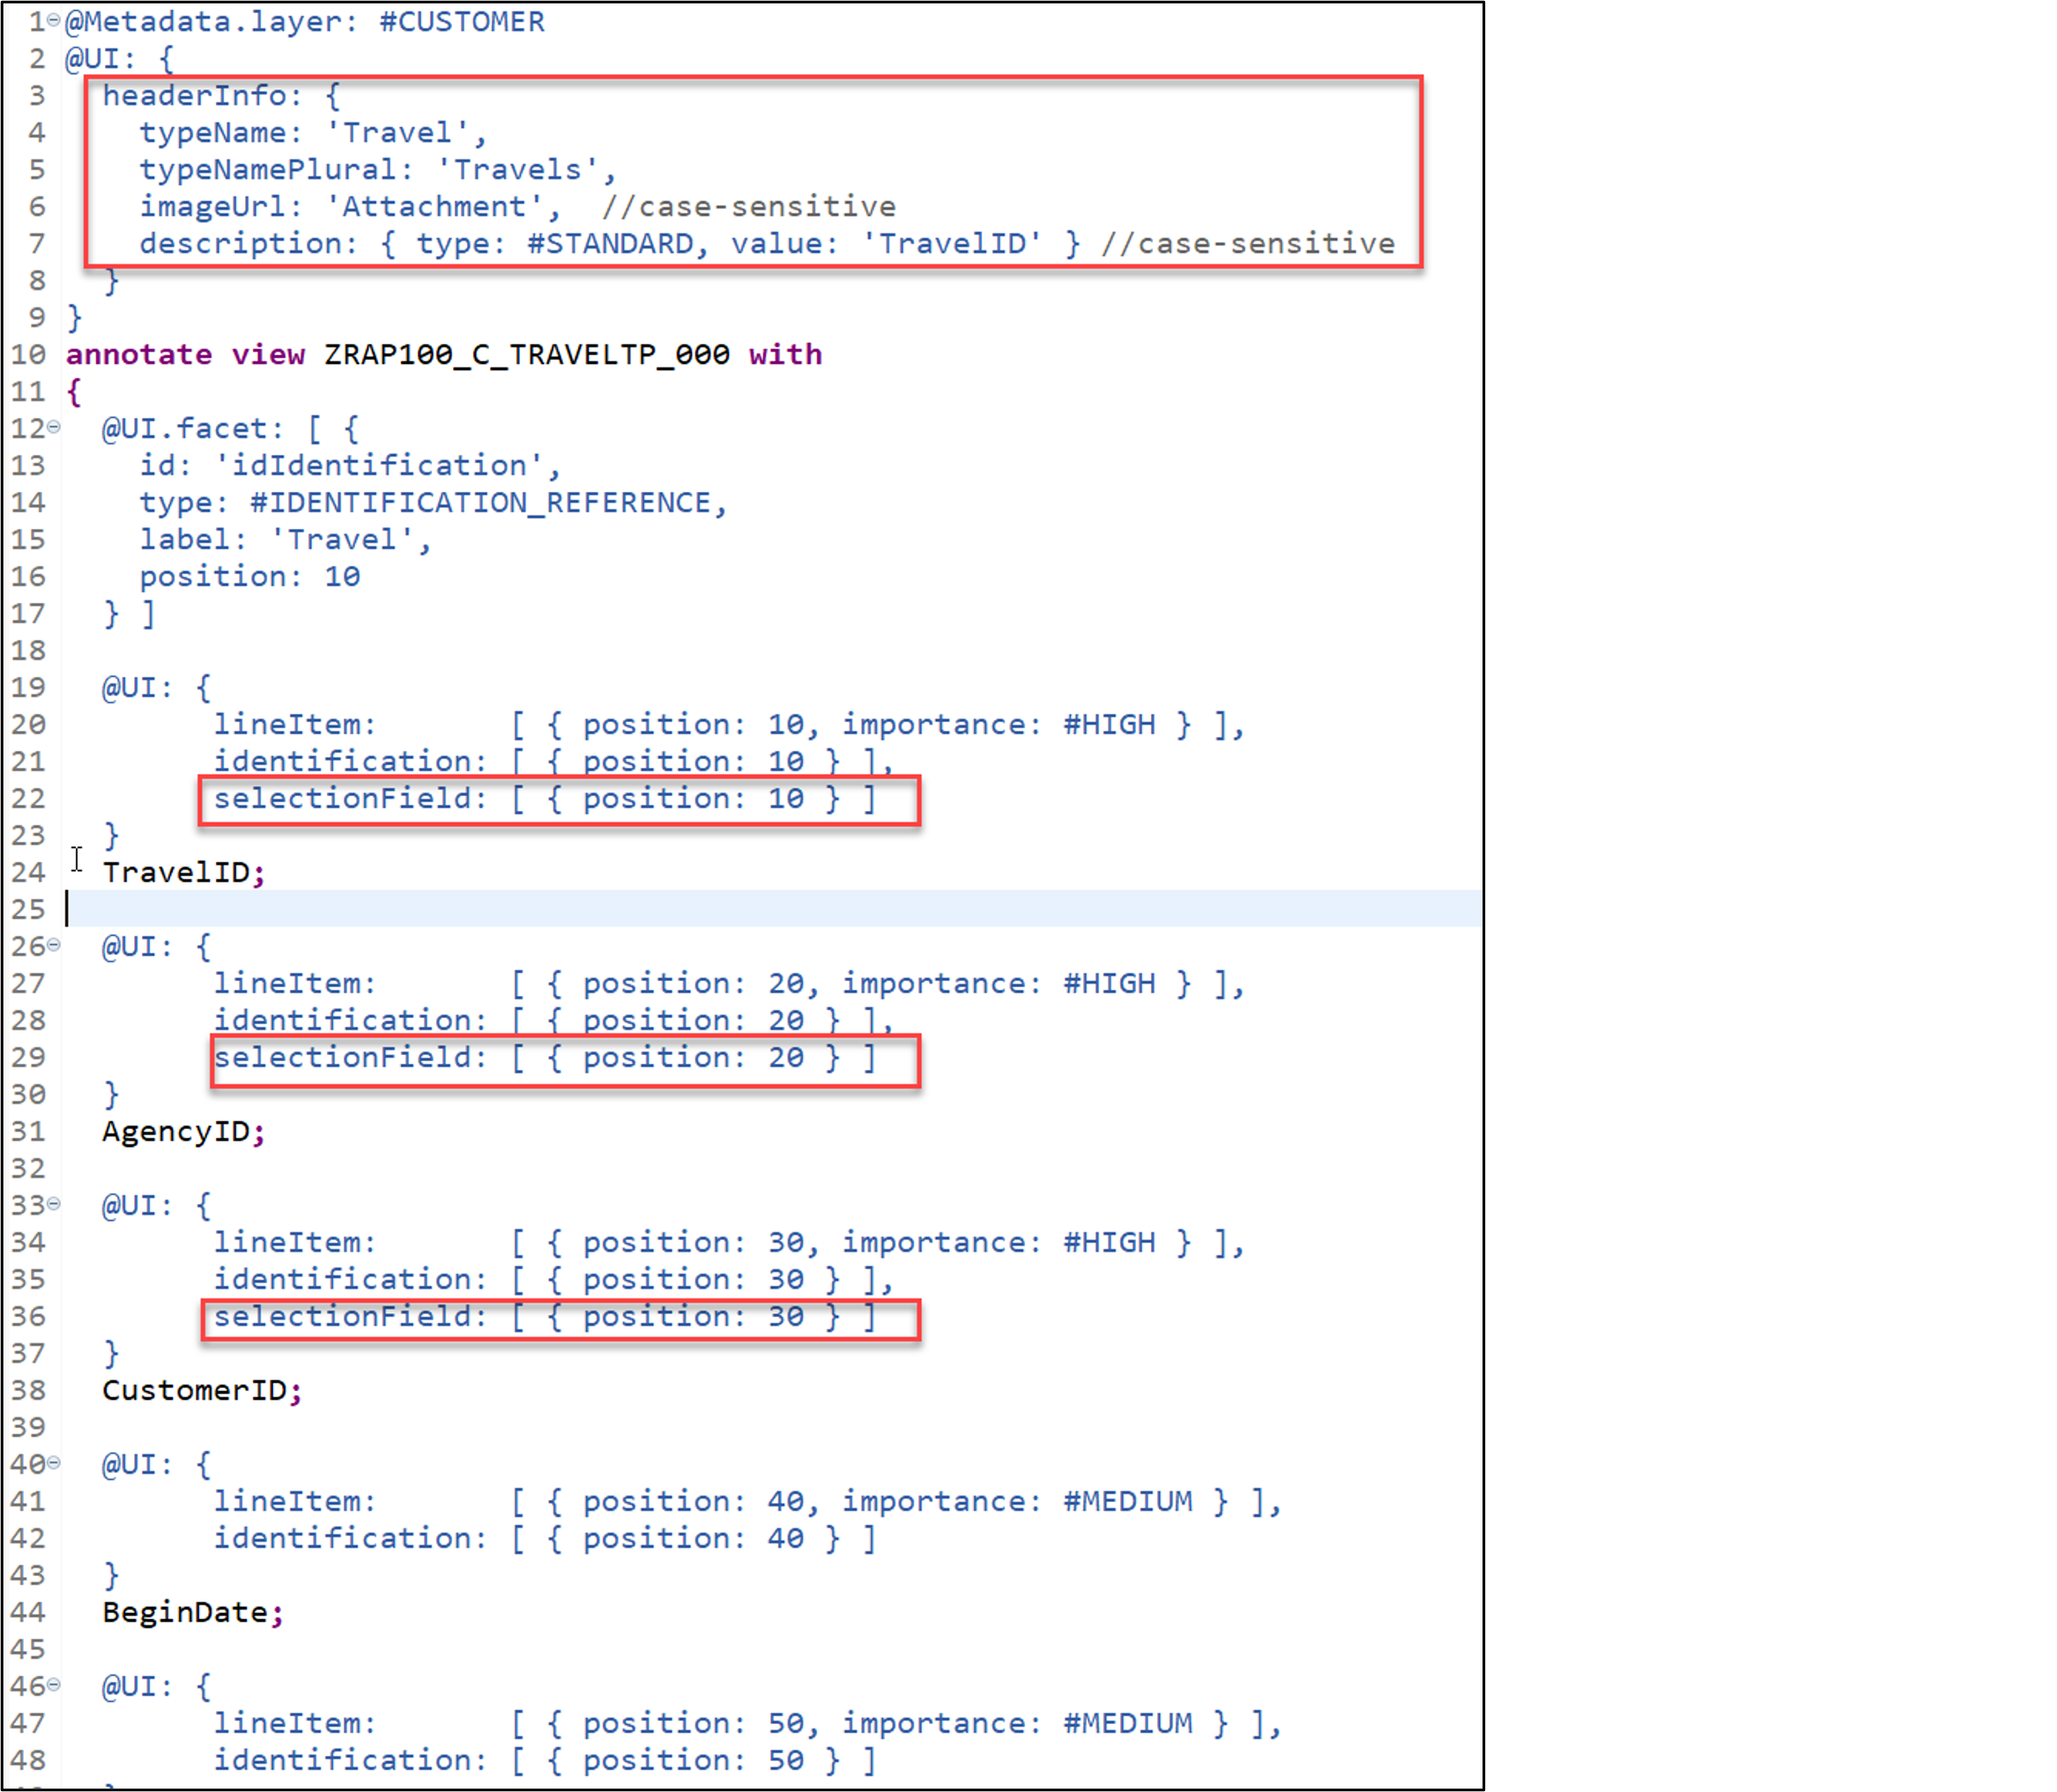 1 @Metadata.layer: #CUSTOMER
2 @UI: {
3   headerInfo: {
4     typeName: 'Travel',
5     typeNamePlural: 'Travels',
6     imageUrl: 'Attachment',  //case-sensitive
7     description: { type: #STANDARD, value: 'TravelID' } //case-sensitive
8   }
9 }
10 annotate view ZRAP100_C_TRAVELTP_000 with
11 {
12   @UI.facet: [ {
13     id: 'idIdentification',
14     type: #IDENTIFICATION_REFERENCE,
15     label: 'Travel',
16     position: 10
17   } ]
18
19   @UI: {
20         lineItem:       [ { position: 10, importance: #HIGH } ],
21         identification: [ { position: 10 } ],
22         selectionField: [ { position: 10 } ]
23   }
24   TravelID;
25
26   @UI: {
27         lineItem:       [ { position: 20, importance: #HIGH } ],
28         identification: [ { position: 20 } ],
29         selectionField: [ { position: 20 } ]
30   }
31   AgencyID;
32
33   @UI: {
34         lineItem:       [ { position: 30, importance: #HIGH } ],
35         identification: [ { position: 30 } ],
36         selectionField: [ { position: 30 } ]
37   }
38   CustomerID;
39
40   @UI: {
41         lineItem:       [ { position: 40, importance: #MEDIUM } ],
42         identification: [ { position: 40 } ]
43   }
44   BeginDate;
45
46   @UI: {
47         lineItem:       [ { position: 50, importance: #MEDIUM } ],
48         identification: [ { position: 50 } ]